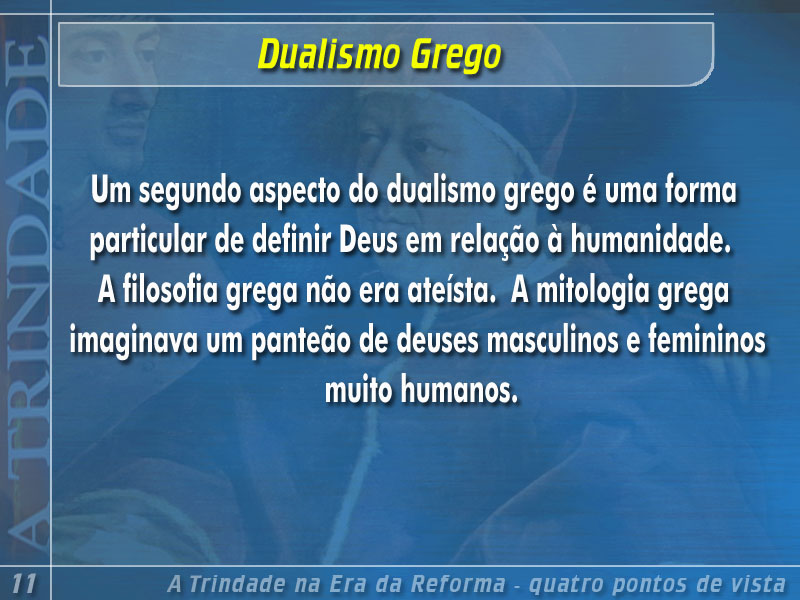 Dualismo Grego
A TRINDADE
Um segundo aspecto do dualismo grego é uma forma
particular de definir Deus em relação à humanidade.
A filosofia grega não era ateísta.  A mitologia grega
imaginava um panteão de deuses masculinos e femininos
muito humanos.
11
A Trindade na Era da Reforma - quatro pontos de vista